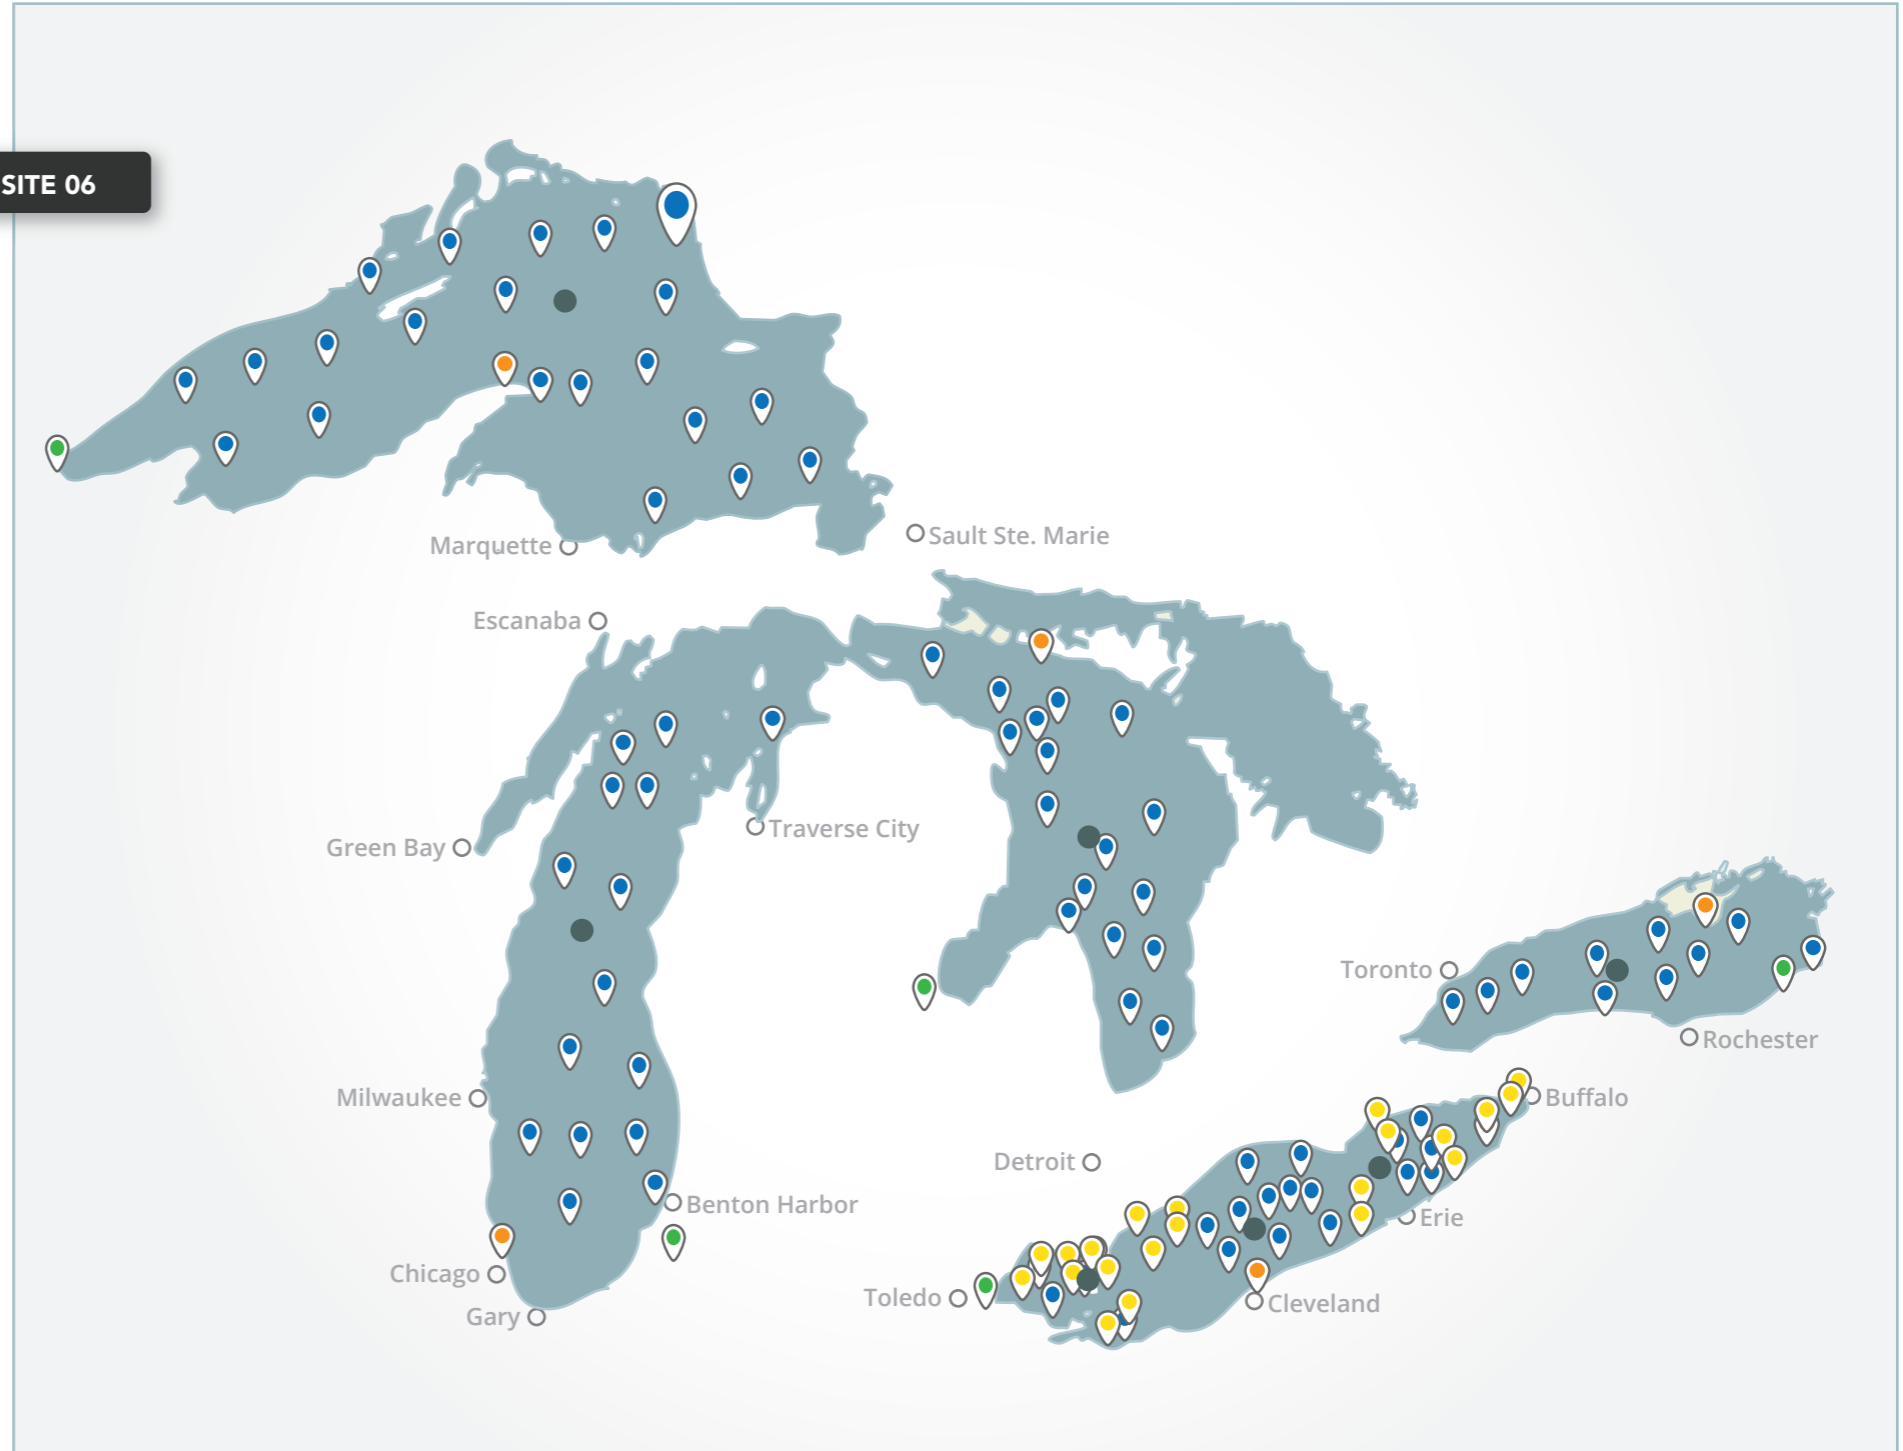 SITE 06
Marquette
Sault Ste. Marie
Escanaba
Traverse City
Green Bay
Toronto
Rochester
Milwaukee
Buffalo
Detroit
Benton Harbor
Erie
Chicago
Toledo
Cleveland
Gary